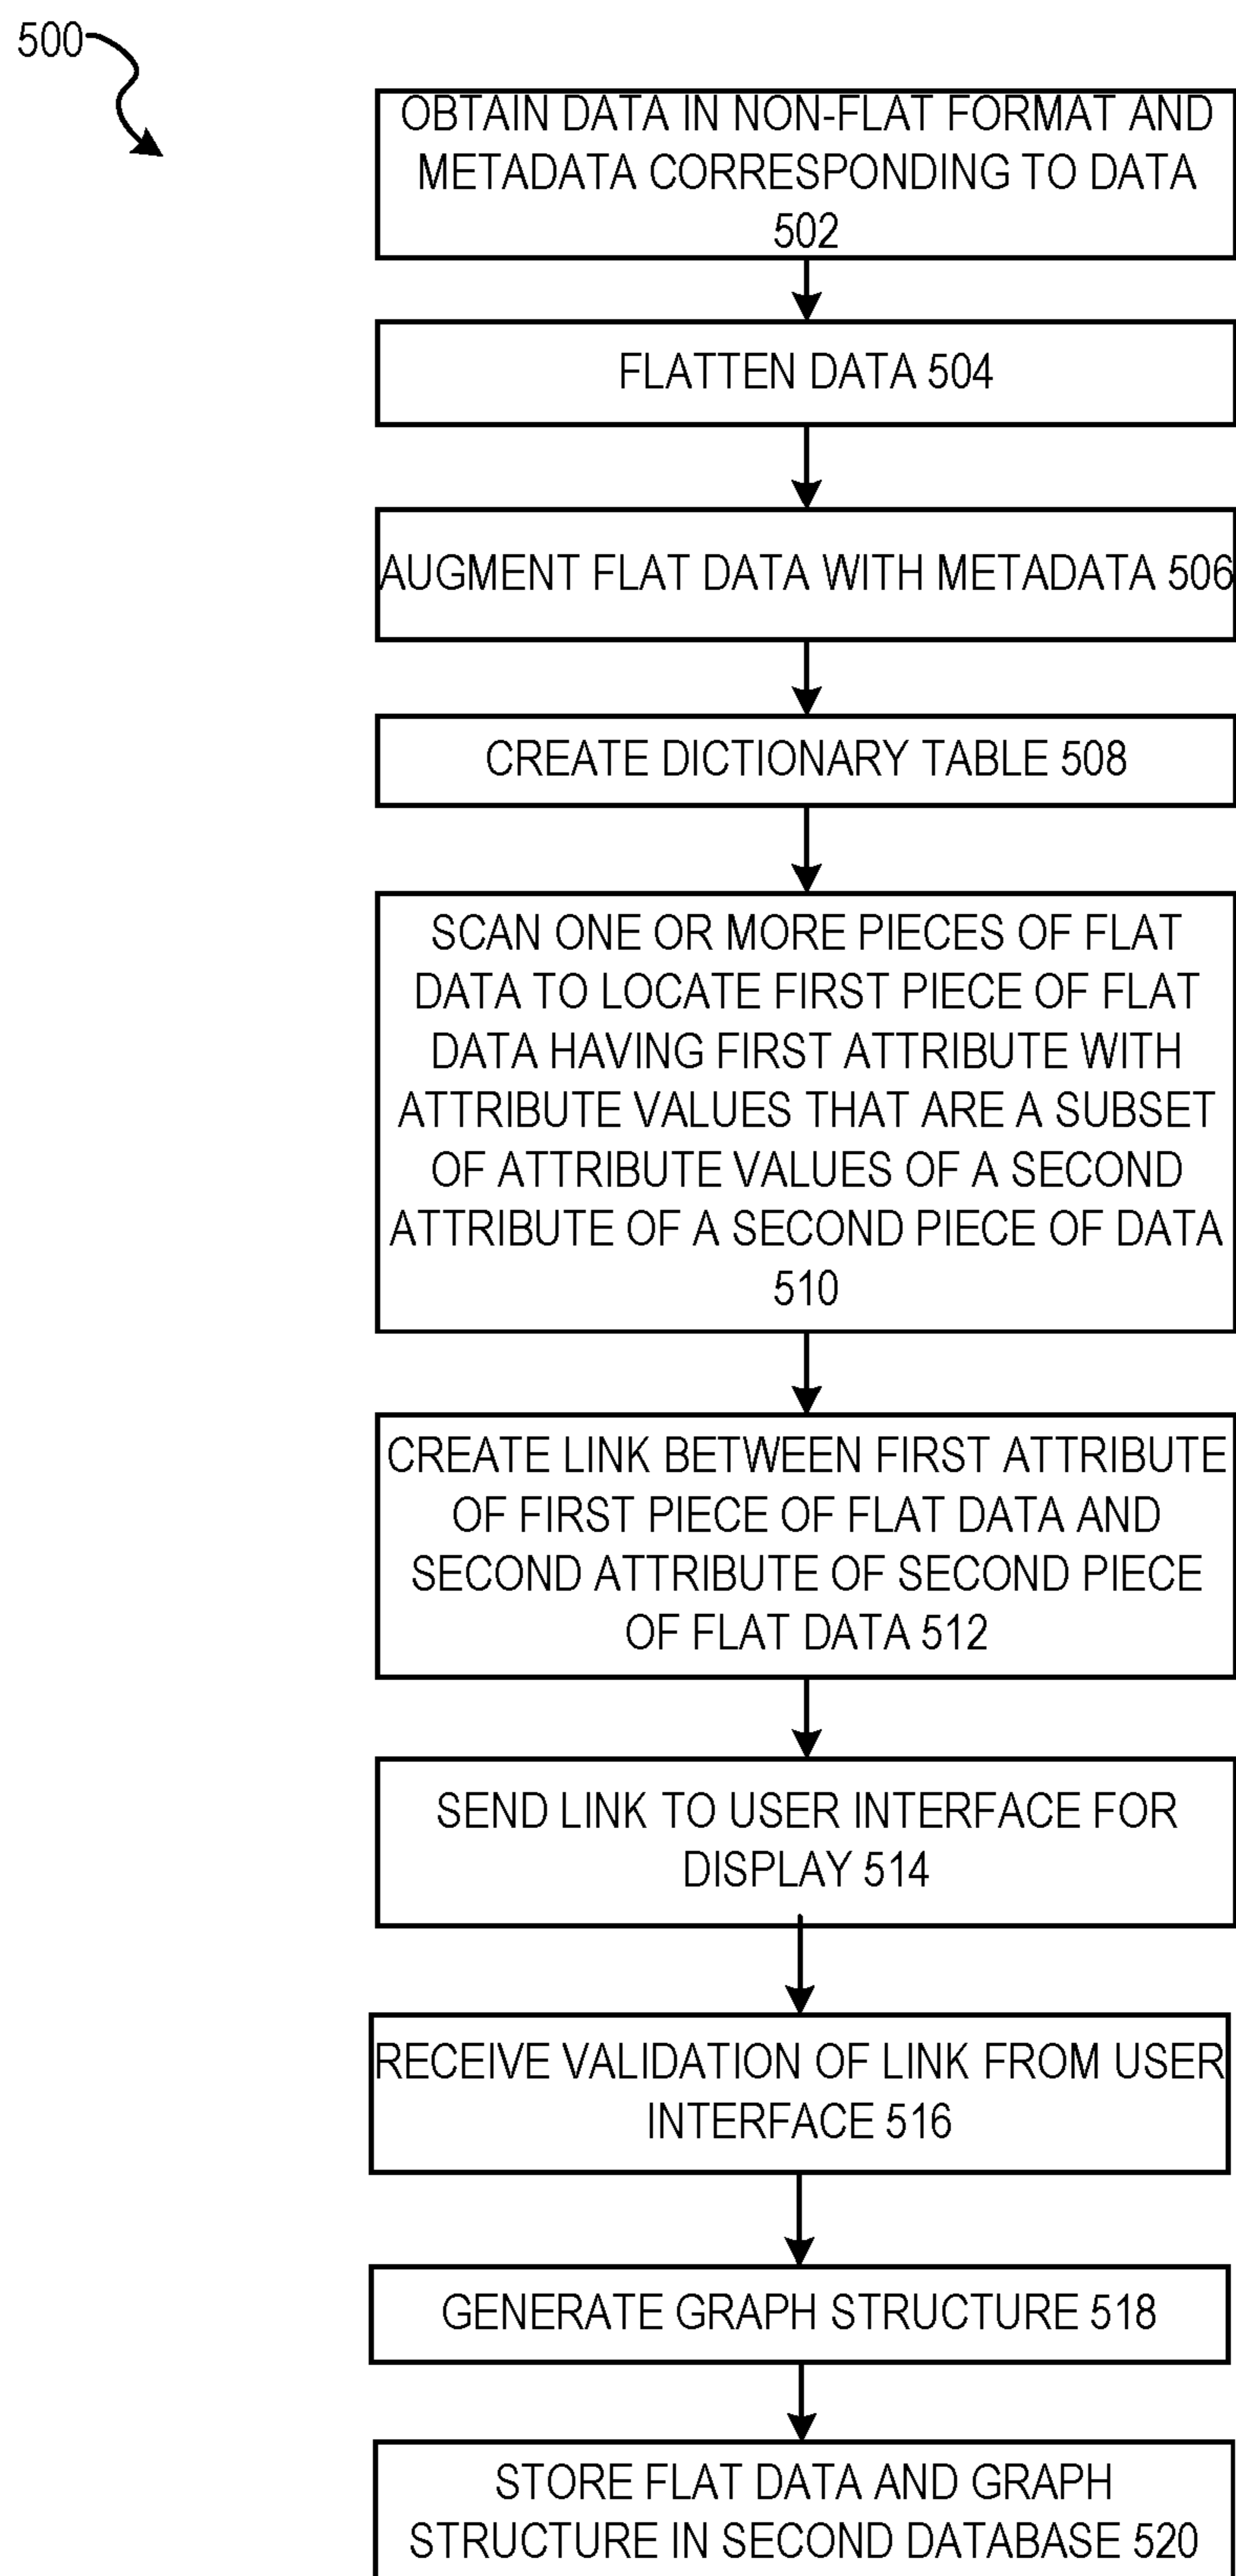 500
OBTAIN DATA IN NON-FLAT FORMAT AND
METADATA CORRESPONDING TO DATA
502
FLATTEN DATA 504
AUGMENT FLAT DATA WITH METADATA 506
CREATE DICTIONARY TABLE 508
SCAN ONE OR MORE PIECES OF FLAT
DATA TO LOCATE FIRST PIECE OF FLAT
DATA HAVING FIRST ATTRIBUTE WITH
ATTRIBUTE VALUES THAT ARE A SUBSET
OF ATTRIBUTE VALUES OF A SECOND
ATTRIBUTE OF A SECOND PIECE OF DATA
510
CREATE LINK BETWEEN FIRST ATTRIBUTE
OF FIRST PIECE OF FLAT DATA AND
SECOND ATTRIBUTE OF SECOND PIECE
OF FLAT DATA 512
SEND LINK TO USER INTERFACE FOR
DISPLAY 514
RECEIVE VALIDATION OF LINK FROM USER
INTERFACE 516
GENERATE GRAPH STRUCTURE 518
STORE FLAT DATA AND GRAPH
STRUCTURE IN SECOND DATABASE 520